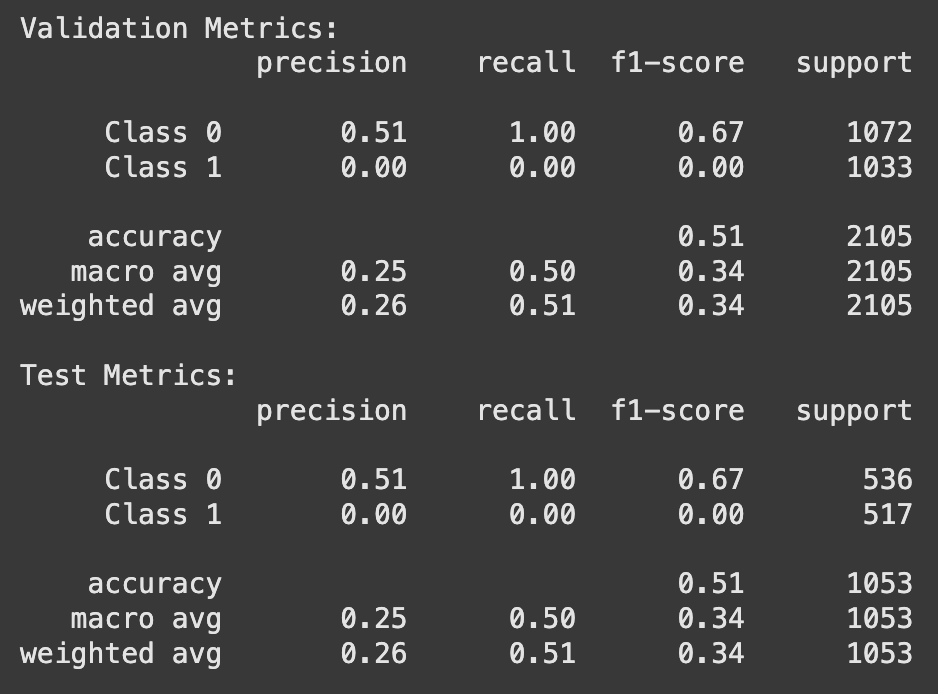 Validation Metrics:
precision recall f1-score support
Class 0 0.51 1.00 0.67 1072
Class 1 0.00 0.00 0.00 1033
accuracy 0.51 2105
macro avg 0.25 0.50 0.34 2105
weighted avg 0.26 0.51 0.34 2105
Test Metrics:
precision recall f1-score support
Class 0 0.51 1.00 0.67 536
Class 1 0.00 0.00 0.00 517
accuracy 0.51 1053
macro avg 0.25 0.50 0.34 1053
weighted avg 0.26 0.51 0.34 1053